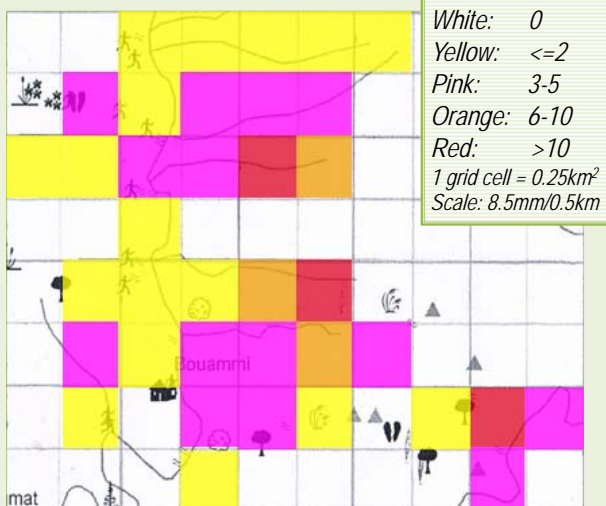 White: 0
Yellow: <=2
Pink: 3-5
Orange: 6-10
Red: >10
1 grid cell = 0.25km²
Scale: 8.5mm/0.5km
Bouammi
mat